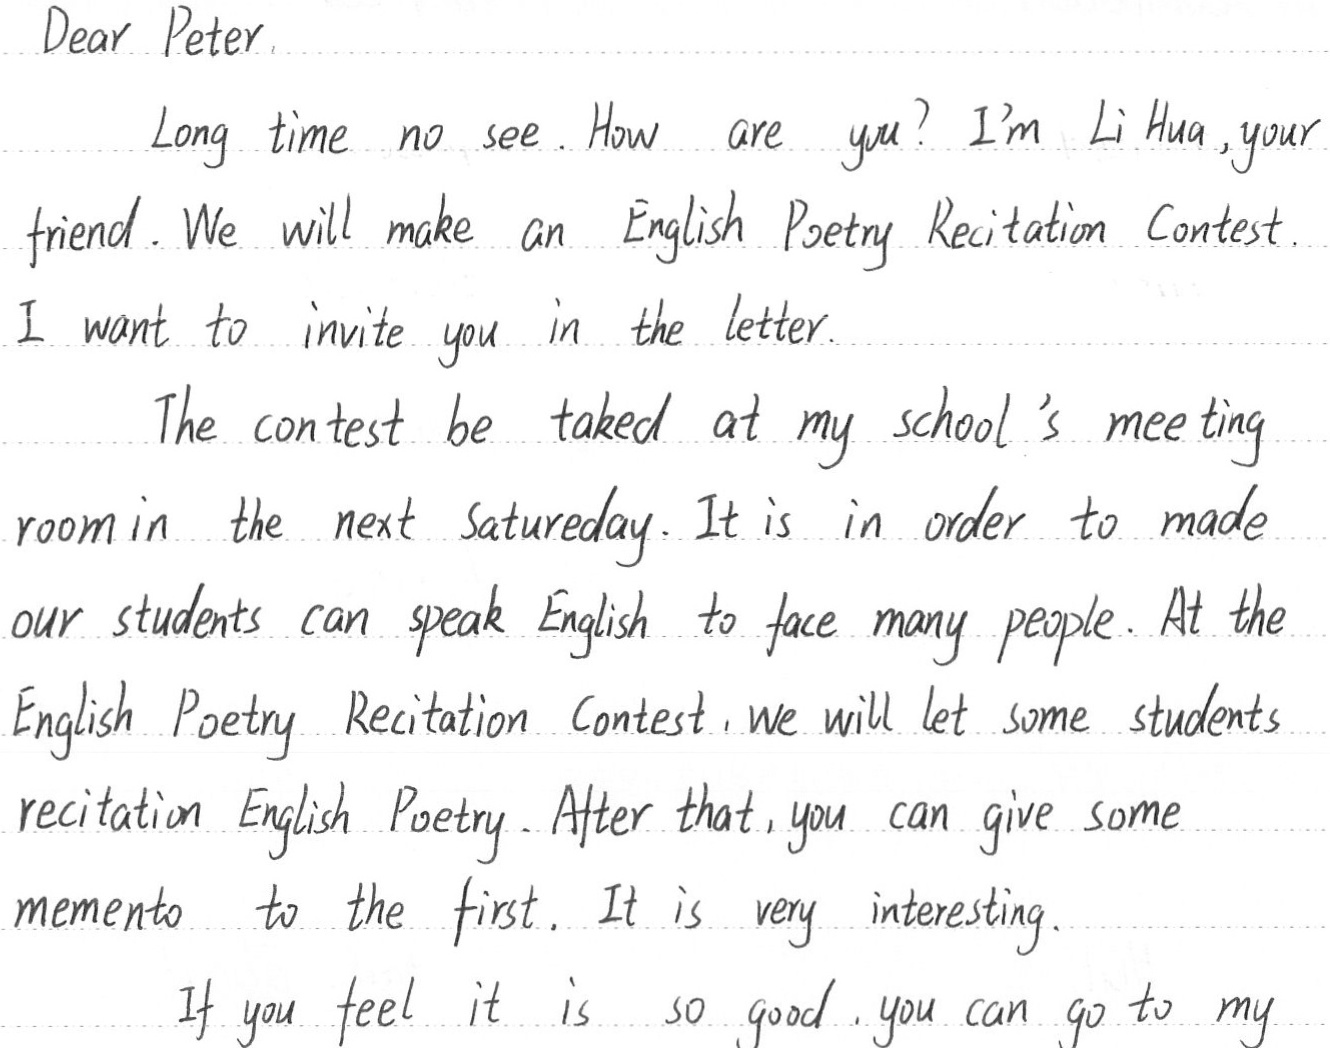 Dear Peter,
Long time no see. How are you? I'm Li Hua, your
friend. We will make an English Poetry Recitation Contest.
I want to invite you in the letter.
The contest be taked at my school's meeting
room in the next Satureday. It is in order to made
our students can speak English to face many people. At the
English Poetry Recitation Contest, we will let some students
recitation English Poetry. After that, you can give some
memento to the first. It is very interesting.
If you feel it is so good, you can go to my